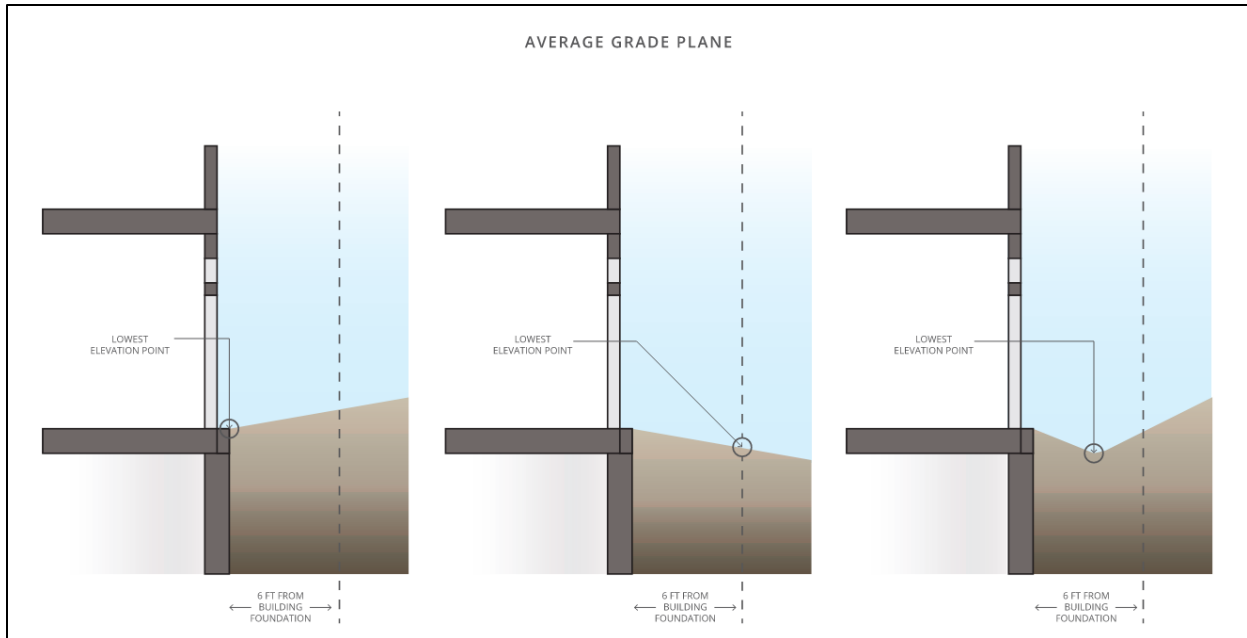 AVERAGE GRADE PLANE
LOWEST
ELEVATION POINT
LOWEST
ELEVATION POINT
LOWEST
ELEVATION POINT
6 FT FROM
BUILDING
FOUNDATION
6 FT FROM
BUILDING
FOUNDATION
6 FT FROM
BUILDING
FOUNDATION